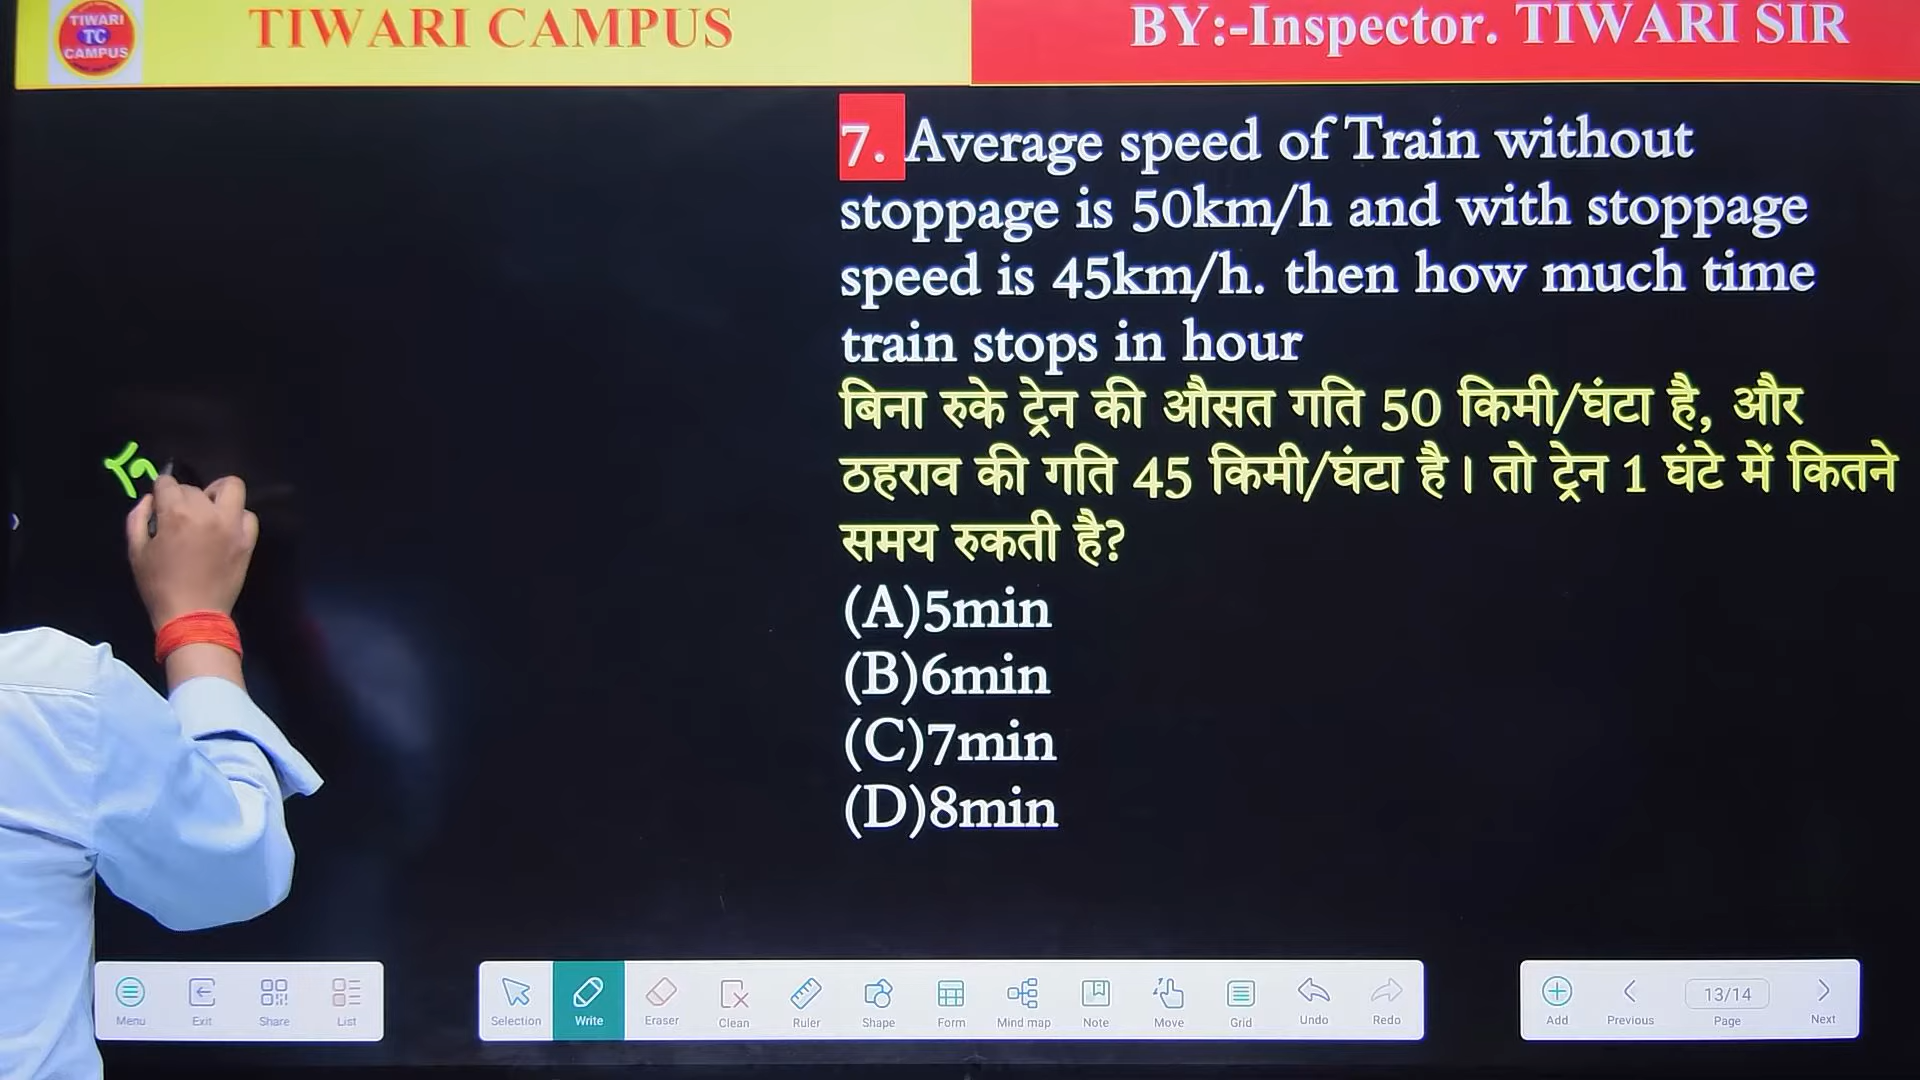 TIWARI
TC
CAMPUS
TIWARI CAMPUS
BY:-Inspector. TIWARI SIR
7. Average speed of Train without
stoppage is 50km/h and with stoppage
speed is 45km/h. then how much time
train stops in hour
बिना रुके ट्रेन की औसत गति 50 किमी/घंटा है, और
ठहराव की गति 45 किमी/घंटा है। तो ट्रेन 1 घंटे में कितने
समय रुकती है?
(A)5min
(B)6min
(C)7min
(D)8min
Menu Exit Share List
Selection Write Eraser Clean Ruler Shape Form Mind map Note Move Grid Undo Redo
Add Previous 13/14 Page Next